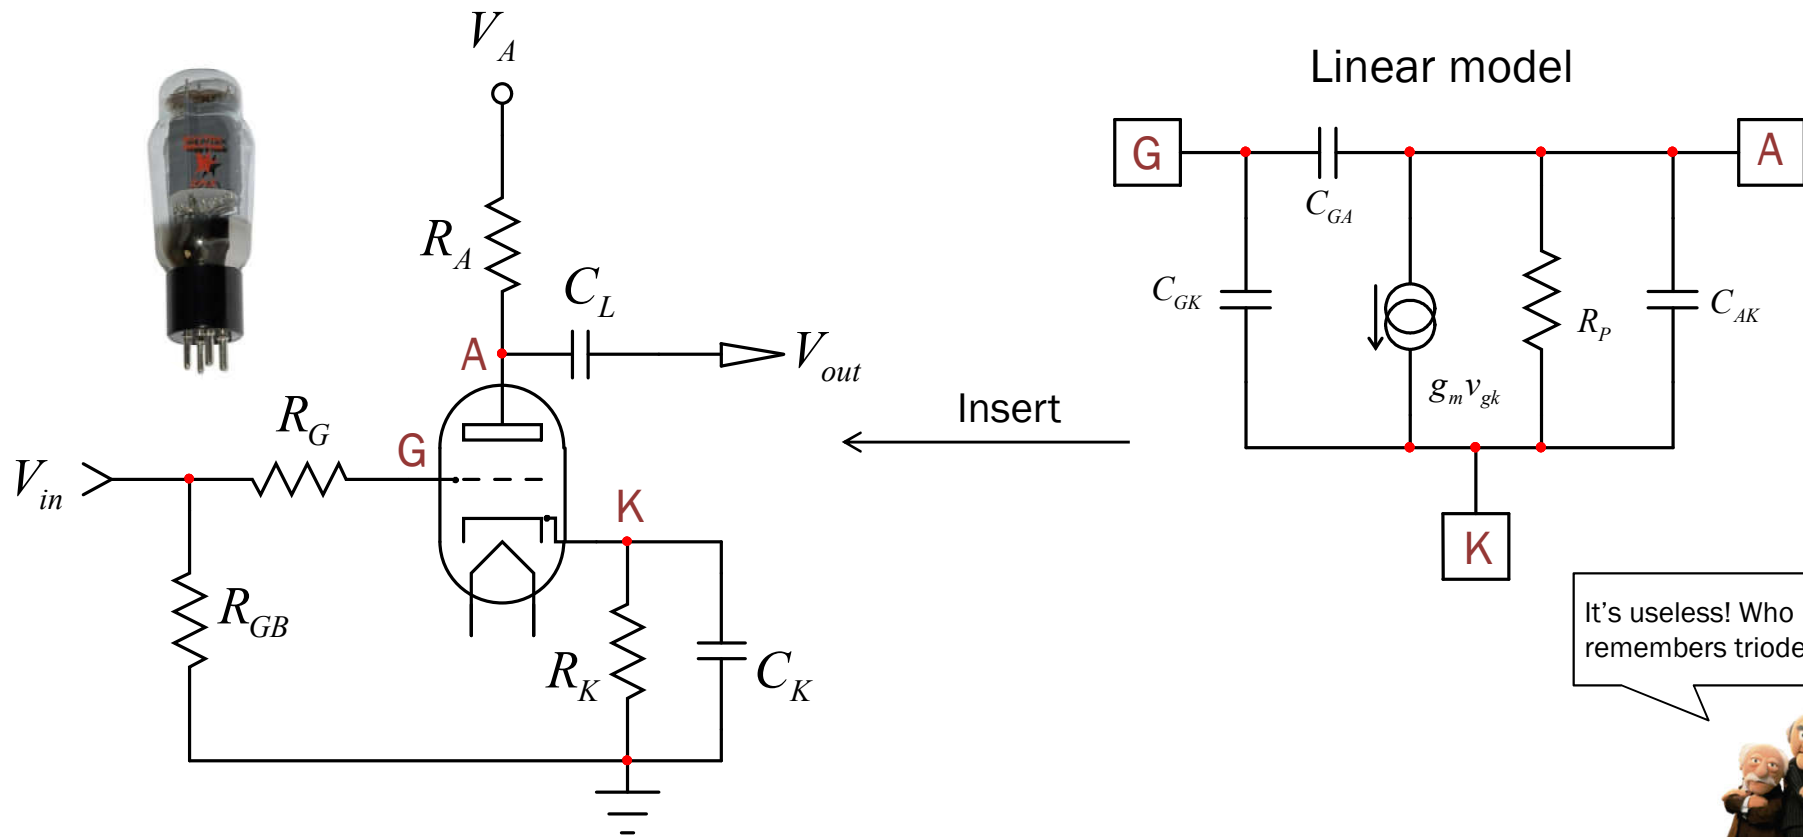 V_A
Linear model
G
A
C_GA
R_A
C_L
C_GK
R_P
C_AK
A
V_out
g_m v_gk
Insert
R_G
G
V_in
K
K
R_GB
R_K
C_K
It's useless! Who
remembers triode